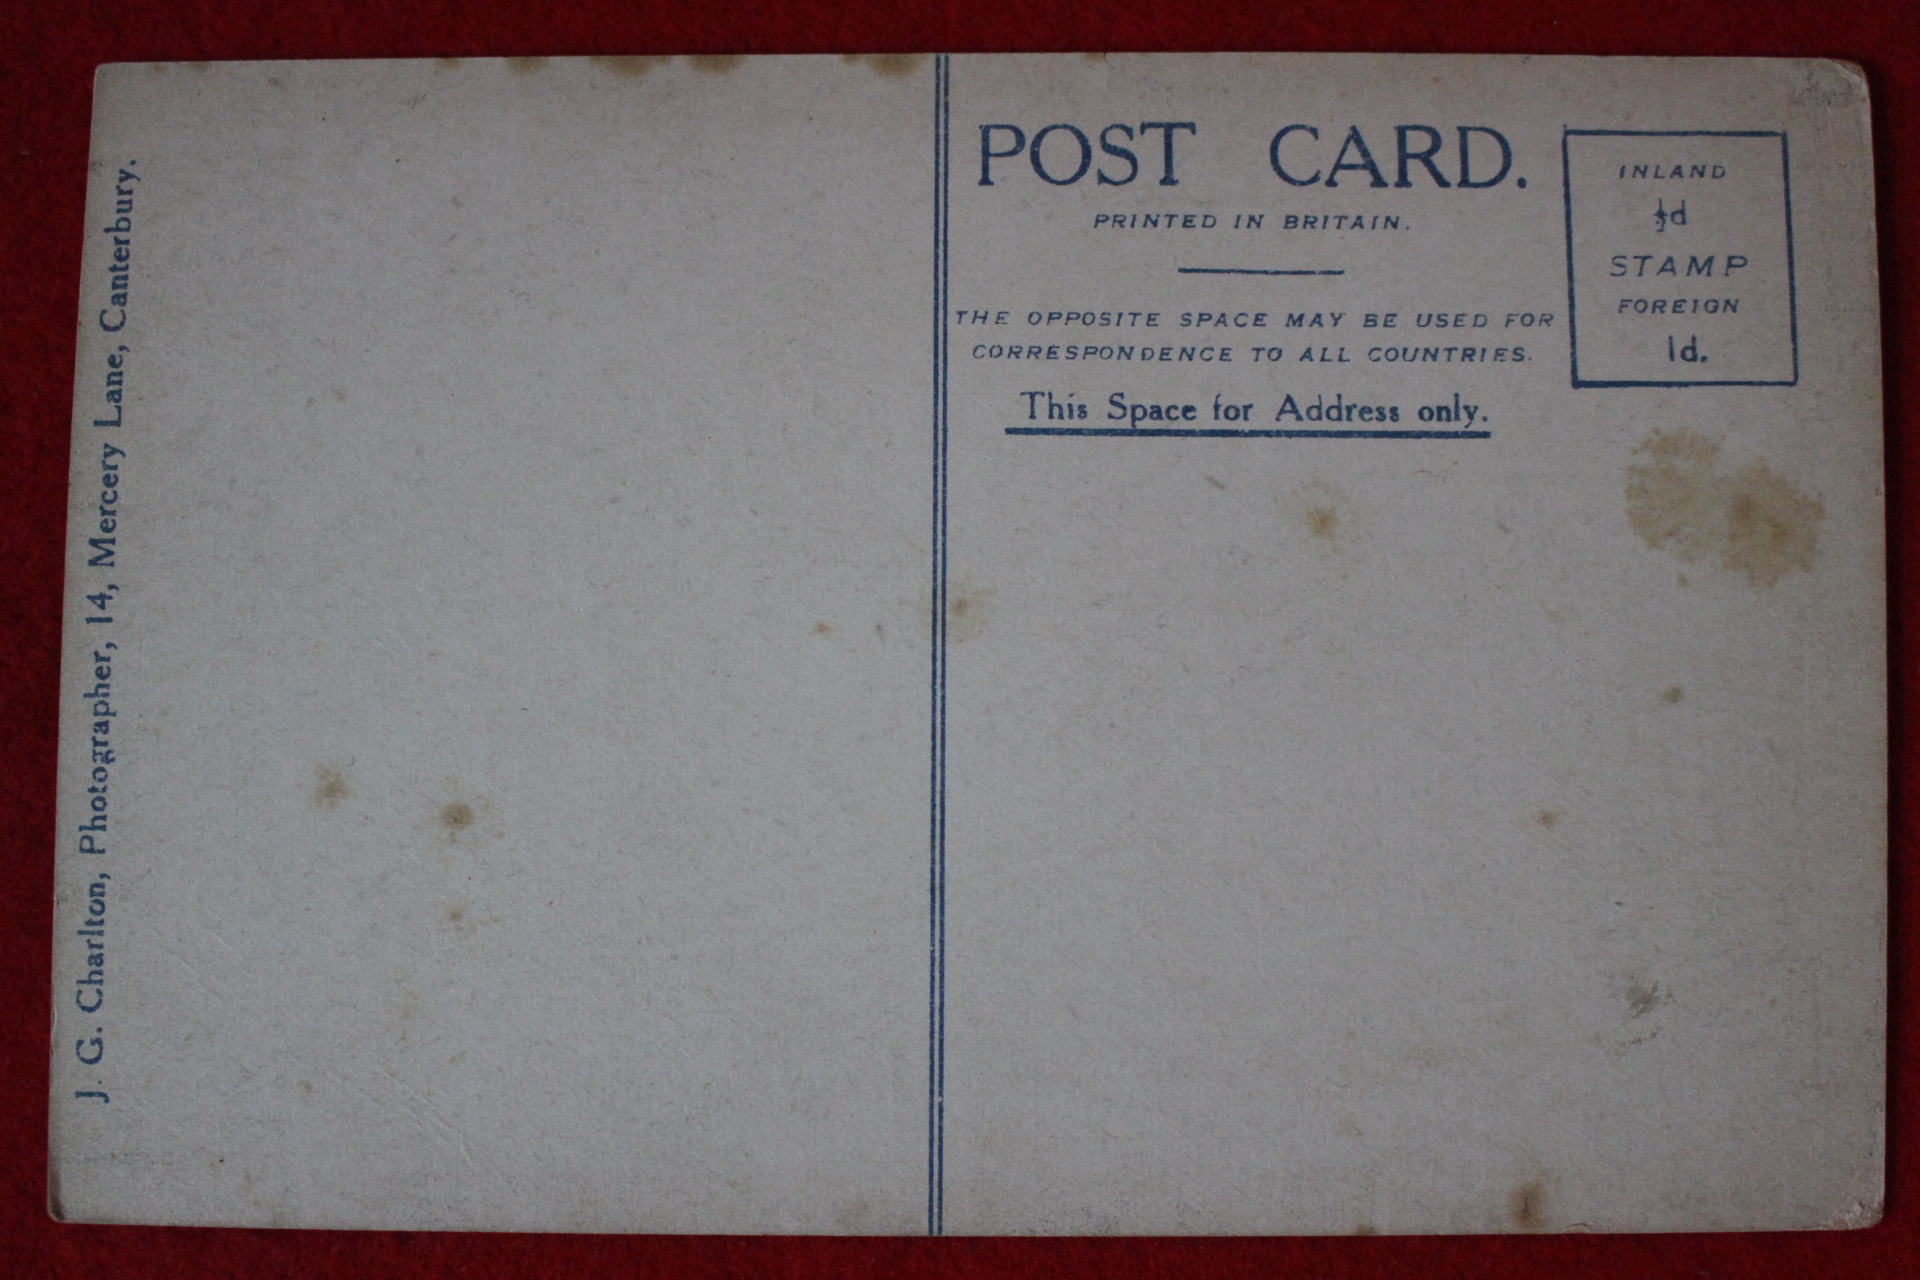 J. G. Charlton, Photographer, 14, Mercery Lane, Canterbury.
POST CARD.
PRINTED IN BRITAIN.
THE OPPOSITE SPACE MAY BE USED FOR
CORRESPONDENCE TO ALL COUNTRIES.
This Space for Address only.
INLAND
½d
STAMP
FOREIGN
1d.